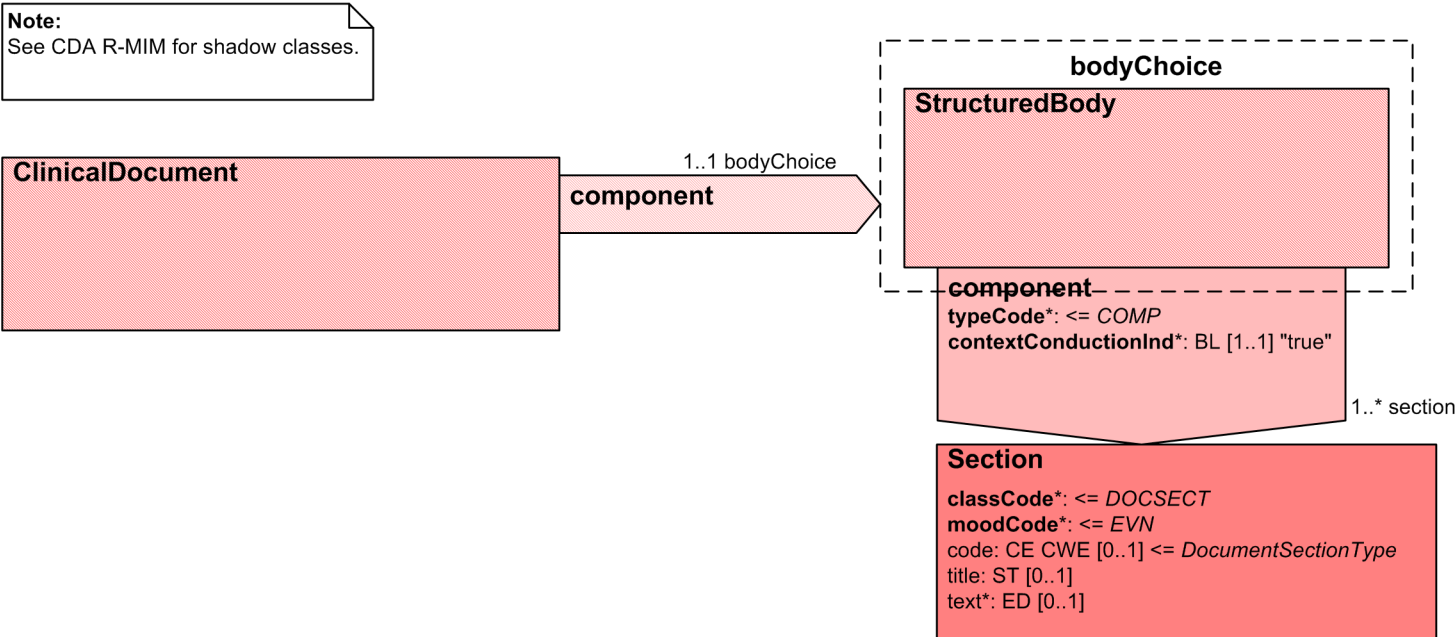 Note:
See CDA R-MIM for shadow classes.
bodyChoice
StructuredBody
ClinicalDocument
1..1 bodyChoice
component
component
typeCode*: <= COMP
contextConductionInd*: BL [1..1] "true"
1..* section
Section
classCode*: <= DOCSECT
moodCode*: <= EVN
code: CE CWE [0..1] <= DocumentSectionType
title: ST [0..1]
text*: ED [0..1]